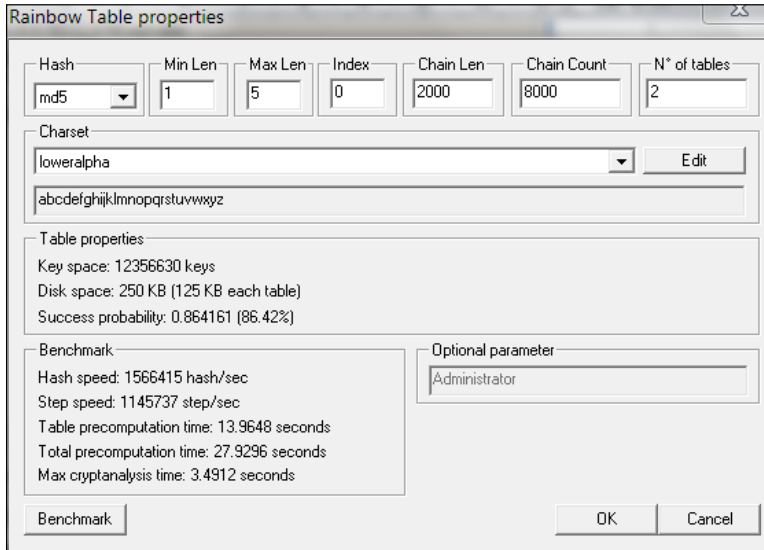 Rainbow Table properties
Hash Min Len Max Len Index Chain Len Chain Count N° of tables
md5 1 5 0 2000 8000 2
Charset
loweralpha Edit
abcdefghijklmnopqrstuvwxyz
Table properties
Key space: 12356630 keys
Disk space: 250 KB (125 KB each table)
Success probability: 0.864161 (86.42%)
Benchmark Optional parameter
Hash speed: 1566415 hash/sec Administrator
Step speed: 1145737 step/sec
Table precomputation time: 13.9648 seconds
Total precomputation time: 27.9296 seconds
Max cryptanalysis time: 3.4912 seconds
Benchmark OK Cancel